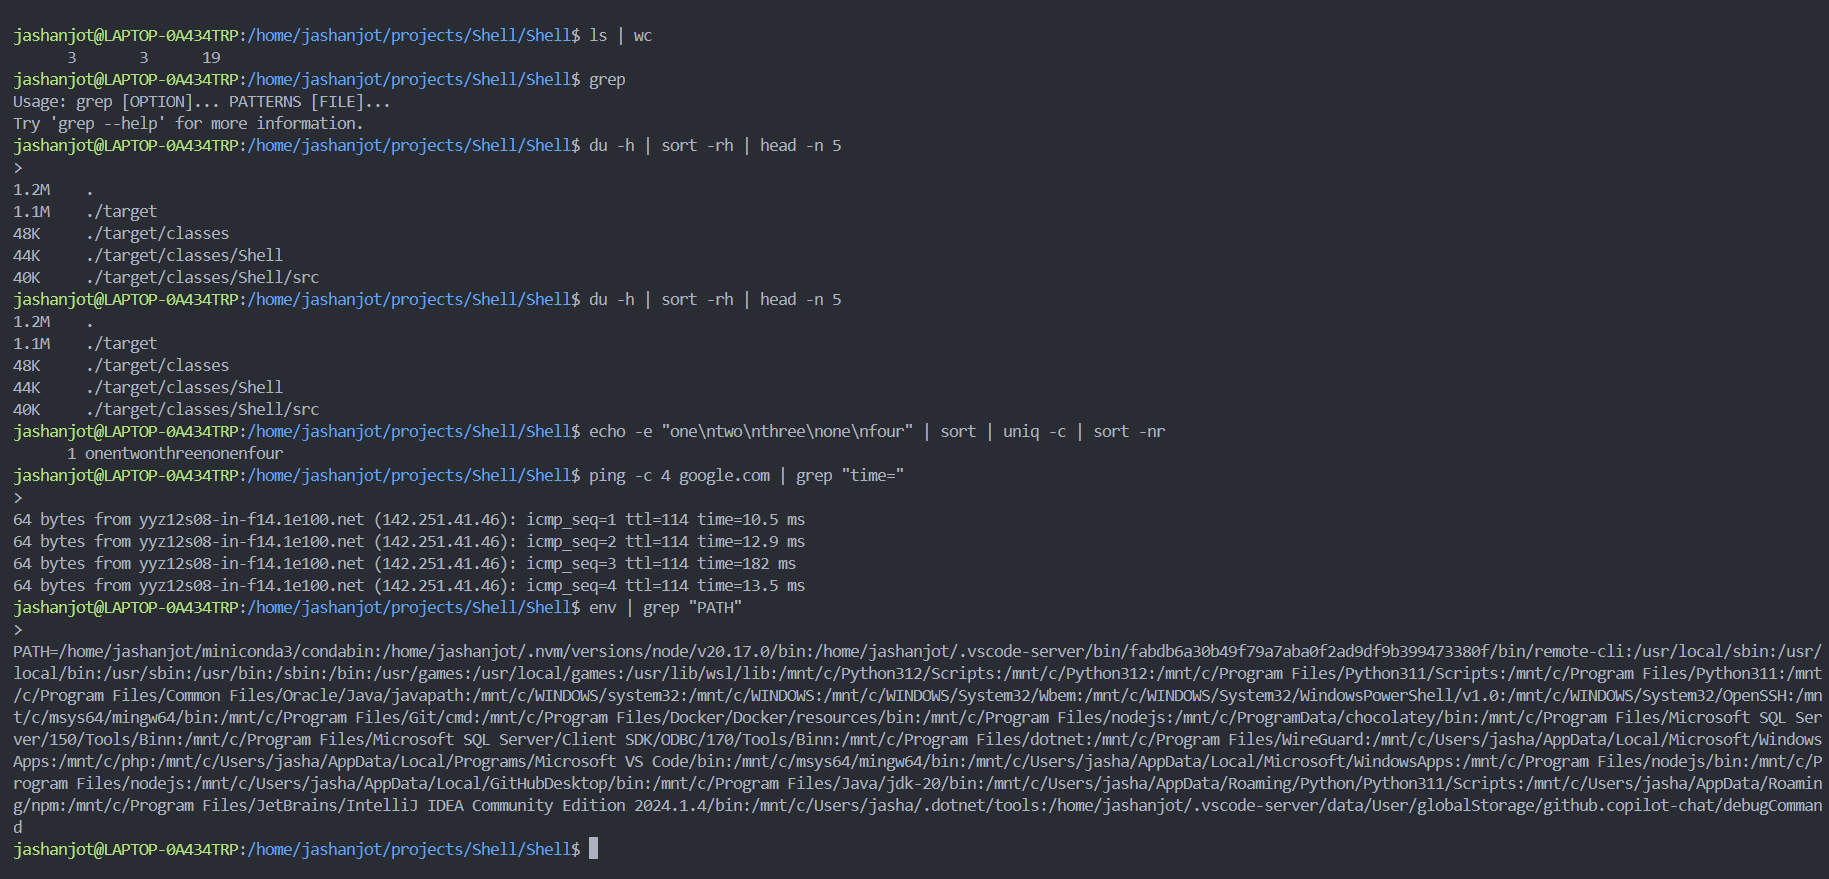 jashanjot@LAPTOP-0A434TRP:/home/jashanjot/projects/Shell/Shell$ ls | wc
      3       3      19
jashanjot@LAPTOP-0A434TRP:/home/jashanjot/projects/Shell/Shell$ grep
Usage: grep [OPTION]... PATTERNS [FILE]...
Try 'grep --help' for more information.
jashanjot@LAPTOP-0A434TRP:/home/jashanjot/projects/Shell/Shell$ du -h | sort -rh | head -n 5
>
1.2M    .
1.1M    ./target
48K     ./target/classes
44K     ./target/classes/Shell
40K     ./target/classes/Shell/src
jashanjot@LAPTOP-0A434TRP:/home/jashanjot/projects/Shell/Shell$ du -h | sort -rh | head -n 5
1.2M    .
1.1M    ./target
48K     ./target/classes
44K     ./target/classes/Shell
40K     ./target/classes/Shell/src
jashanjot@LAPTOP-0A434TRP:/home/jashanjot/projects/Shell/Shell$ echo -e "one\ntwo\nthree\none\nfour" | sort | uniq -c | sort -nr
      1 onentwonthreenonenfour
jashanjot@LAPTOP-0A434TRP:/home/jashanjot/projects/Shell/Shell$ ping -c 4 google.com | grep "time="
>
64 bytes from yyz12s08-in-f14.1e100.net (142.251.41.46): icmp_seq=1 ttl=114 time=10.5 ms
64 bytes from yyz12s08-in-f14.1e100.net (142.251.41.46): icmp_seq=2 ttl=114 time=12.9 ms
64 bytes from yyz12s08-in-f14.1e100.net (142.251.41.46): icmp_seq=3 ttl=114 time=182 ms
64 bytes from yyz12s08-in-f14.1e100.net (142.251.41.46): icmp_seq=4 ttl=114 time=13.5 ms
jashanjot@LAPTOP-0A434TRP:/home/jashanjot/projects/Shell/Shell$ env | grep "PATH"
>
PATH=/home/jashanjot/miniconda3/condabin:/home/jashanjot/.nvm/versions/node/v20.17.0/bin:/home/jashanjot/.vscode-server/bin/fabdb6a30b49f79a7aba0f2ad9df9b399473380f/bin/remote-cli:/usr/local/sbin:/usr/
local/bin:/usr/sbin:/usr/bin:/sbin:/bin:/usr/games:/usr/local/games:/usr/lib/wsl/lib:/mnt/c/Python312/Scripts:/mnt/c/Python312:/mnt/c/Program Files/Python311/Scripts:/mnt/c/Program Files/Python311:/mnt
/c/Program Files/Common Files/Oracle/Java/javapath:/mnt/c/WINDOWS/system32:/mnt/c/WINDOWS:/mnt/c/WINDOWS/System32/Wbem:/mnt/c/WINDOWS/System32/WindowsPowerShell/v1.0:/mnt/c/WINDOWS/System32/OpenSSH:/mn
t/c/msys64/mingw64/bin:/mnt/c/Program Files/Git/cmd:/mnt/c/Program Files/Docker/Docker/resources/bin:/mnt/c/Program Files/nodejs:/mnt/c/ProgramData/chocolatey/bin:/mnt/c/Program Files/Microsoft SQL Ser
ver/150/Tools/Binn:/mnt/c/Program Files/Microsoft SQL Server/Client SDK/ODBC/170/Tools/Binn:/mnt/c/Program Files/dotnet:/mnt/c/Program Files/WireGuard:/mnt/c/Users/jasha/AppData/Local/Microsoft/Windows
Apps:/mnt/c/php:/mnt/c/Users/jasha/AppData/Local/Programs/Microsoft VS Code/bin:/mnt/c/msys64/mingw64/bin:/mnt/c/Users/jasha/AppData/Local/Microsoft/WindowsApps:/mnt/c/Program Files/nodejs/bin:/mnt/c/P
rogram Files/nodejs:/mnt/c/Users/jasha/AppData/Local/GitHubDesktop/bin:/mnt/c/Program Files/Java/jdk-20/bin:/mnt/c/Users/jasha/AppData/Roaming/Python/Python311/Scripts:/mnt/c/Users/jasha/AppData/Roamin
g/npm:/mnt/c/Program Files/JetBrains/IntelliJ IDEA Community Edition 2024.1.4/bin:/mnt/c/Users/jasha/.dotnet/tools:/home/jashanjot/.vscode-server/data/User/globalStorage/github.copilot-chat/debugComman
d
jashanjot@LAPTOP-0A434TRP:/home/jashanjot/projects/Shell/Shell$